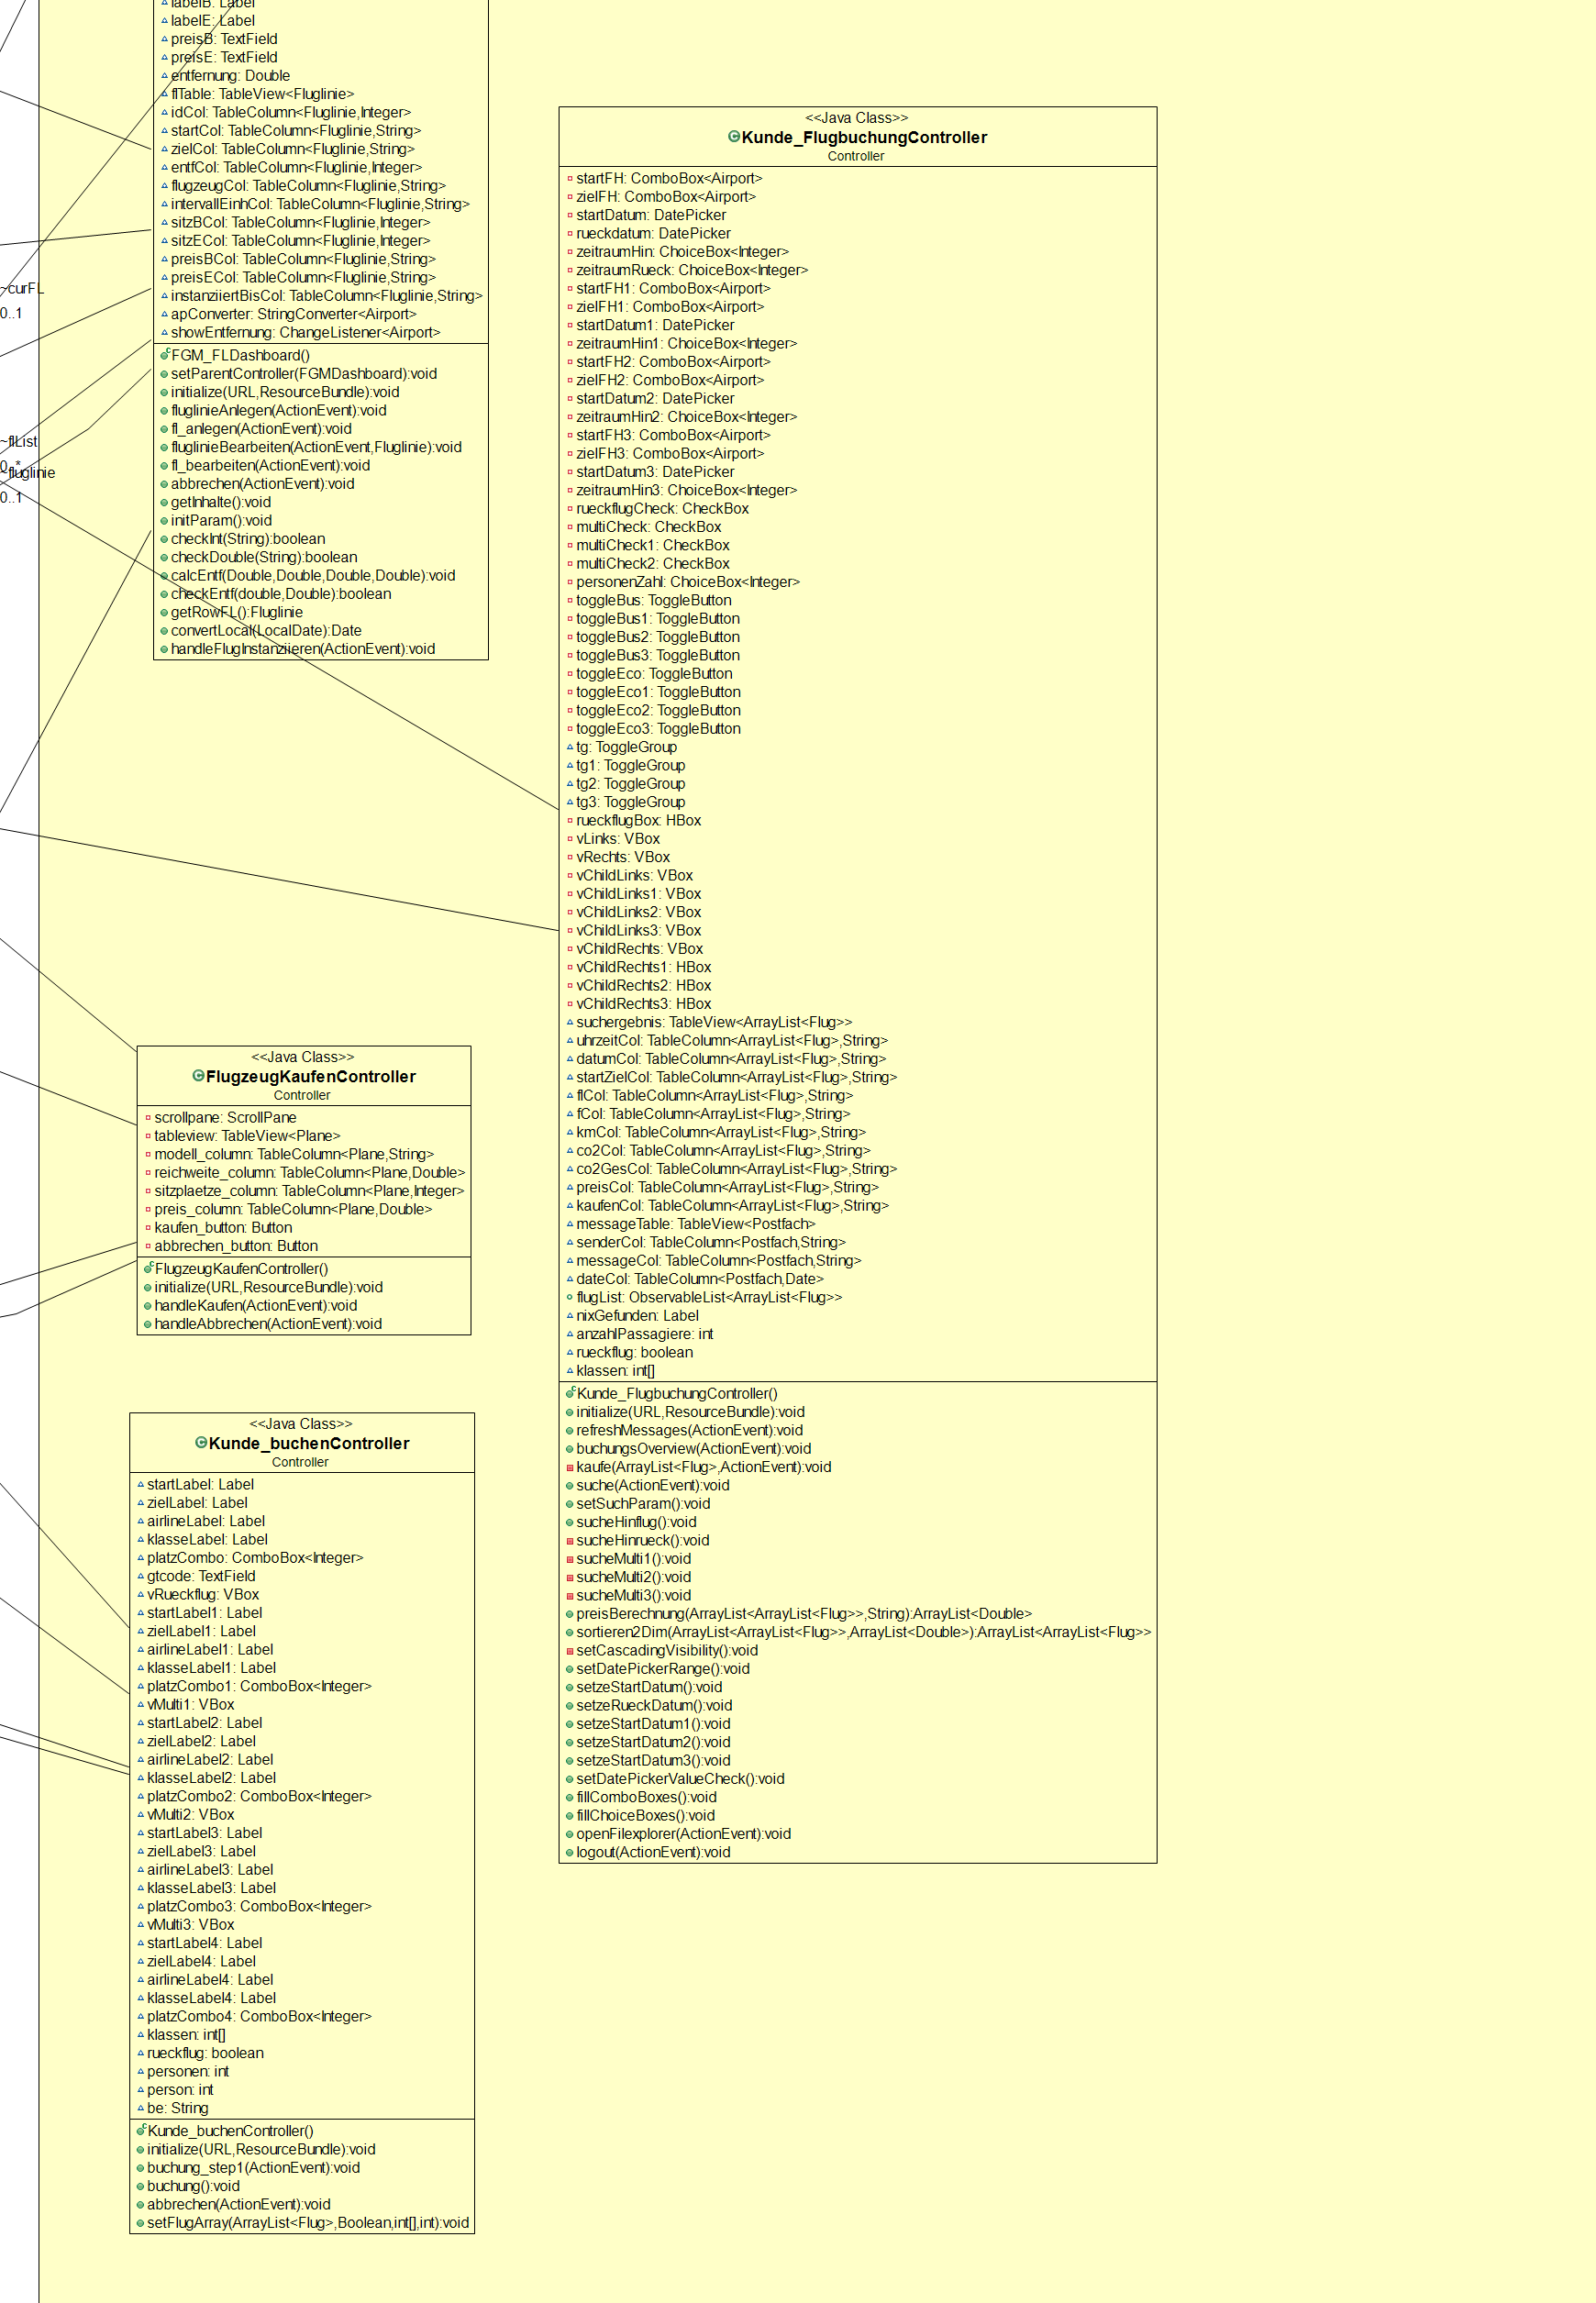 labelB: Label
labelE: Label
preisB: TextField
preisE: TextField
entfernung: Double
flTable: TableView<Fluglinie>
idCol: TableColumn<Fluglinie,Integer>
startCol: TableColumn<Fluglinie,String>
zielCol: TableColumn<Fluglinie,String>
entfCol: TableColumn<Fluglinie,Integer>
flugzeugCol: TableColumn<Fluglinie,String>
intervallEinhCol: TableColumn<Fluglinie,String>
sitzBCol: TableColumn<Fluglinie,Integer>
sitzECol: TableColumn<Fluglinie,Integer>
preisBCol: TableColumn<Fluglinie,String>
preisECol: TableColumn<Fluglinie,String>
instanziiertBisCol: TableColumn<Fluglinie,String>
apConverter: StringConverter<Airport>
showEntfernung: ChangeListener<Airport>
FGM_FLDashboard()
setParentController(FGMDashboard):void
initialize(URL,ResourceBundle):void
fluglinieAnlegen(ActionEvent):void
fl_anlegen(ActionEvent):void
fluglinieBearbeiten(ActionEvent,Fluglinie):void
fl_bearbeiten(ActionEvent):void
abbrechen(ActionEvent):void
getInhalte():void
initParam():void
checkInt(String):boolean
checkDouble(String):boolean
calcEntf(Double,Double,Double,Double):void
checkEntf(double,Double):boolean
getRowFL():Fluglinie
convertLocal(LocalDate):Date
handleFlugInstanziieren(ActionEvent):void
~curFL
0..1
~flList
0..*
~fluglinie
0..1
<<Java Class>>
FlugzeugKaufenController
Controller
scrollpane: ScrollPane
tableview: TableView<Plane>
modell_column: TableColumn<Plane,String>
reichweite_column: TableColumn<Plane,Double>
sitzplaetze_column: TableColumn<Plane,Integer>
preis_column: TableColumn<Plane,Double>
kaufen_button: Button
abbrechen_button: Button
FlugzeugKaufenController()
initialize(URL,ResourceBundle):void
handleKaufen(ActionEvent):void
handleAbbrechen(ActionEvent):void
<<Java Class>>
Kunde_buchenController
Controller
startLabel: Label
zielLabel: Label
airlineLabel: Label
klasseLabel: Label
platzCombo: ComboBox<Integer>
gtcode: TextField
vRueckflug: VBox
startLabel1: Label
zielLabel1: Label
airlineLabel1: Label
klasseLabel1: Label
platzCombo1: ComboBox<Integer>
vMulti1: VBox
startLabel2: Label
zielLabel2: Label
airlineLabel2: Label
klasseLabel2: Label
platzCombo2: ComboBox<Integer>
vMulti2: VBox
startLabel3: Label
zielLabel3: Label
airlineLabel3: Label
klasseLabel3: Label
platzCombo3: ComboBox<Integer>
vMulti3: VBox
startLabel4: Label
zielLabel4: Label
airlineLabel4: Label
klasseLabel4: Label
platzCombo4: ComboBox<Integer>
klassen: int[]
rueckflug: boolean
personen: int
person: int
be: String
Kunde_buchenController()
initialize(URL,ResourceBundle):void
buchung_step1(ActionEvent):void
buchung():void
abbrechen(ActionEvent):void
setFlugArray(ArrayList<Flug>,Boolean,int[],int):void
<<Java Class>>
Kunde_FlugbuchungController
Controller
startFH: ComboBox<Airport>
zielFH: ComboBox<Airport>
startDatum: DatePicker
rueckdatum: DatePicker
zeitraumHin: ChoiceBox<Integer>
zeitraumRueck: ChoiceBox<Integer>
startFH1: ComboBox<Airport>
zielFH1: ComboBox<Airport>
startDatum1: DatePicker
zeitraumHin1: ChoiceBox<Integer>
startFH2: ComboBox<Airport>
zielFH2: ComboBox<Airport>
startDatum2: DatePicker
zeitraumHin2: ChoiceBox<Integer>
startFH3: ComboBox<Airport>
zielFH3: ComboBox<Airport>
startDatum3: DatePicker
zeitraumHin3: ChoiceBox<Integer>
rueckflugCheck: CheckBox
multiCheck: CheckBox
multiCheck1: CheckBox
multiCheck2: CheckBox
personenZahl: ChoiceBox<Integer>
toggleBus: ToggleButton
toggleBus1: ToggleButton
toggleBus2: ToggleButton
toggleBus3: ToggleButton
toggleEco: ToggleButton
toggleEco1: ToggleButton
toggleEco2: ToggleButton
toggleEco3: ToggleButton
tg: ToggleGroup
tg1: ToggleGroup
tg2: ToggleGroup
tg3: ToggleGroup
rueckflugBox: HBox
vLinks: VBox
vRechts: VBox
vChildLinks: VBox
vChildLinks1: VBox
vChildLinks2: VBox
vChildLinks3: VBox
vChildRechts: VBox
vChildRechts1: HBox
vChildRechts2: HBox
vChildRechts3: HBox
suchergebnis: TableView<ArrayList<Flug>>
uhrzeitCol: TableColumn<ArrayList<Flug>,String>
datumCol: TableColumn<ArrayList<Flug>,String>
startZielCol: TableColumn<ArrayList<Flug>,String>
flCol: TableColumn<ArrayList<Flug>,String>
fCol: TableColumn<ArrayList<Flug>,String>
kmCol: TableColumn<ArrayList<Flug>,String>
co2Col: TableColumn<ArrayList<Flug>,String>
co2GesCol: TableColumn<ArrayList<Flug>,String>
preisCol: TableColumn<ArrayList<Flug>,String>
kaufenCol: TableColumn<ArrayList<Flug>,String>
messageTable: TableView<Postfach>
senderCol: TableColumn<Postfach,String>
messageCol: TableColumn<Postfach,String>
dateCol: TableColumn<Postfach,Date>
flugList: ObservableList<ArrayList<Flug>>
nixGefunden: Label
anzahlPassagiere: int
rueckflug: boolean
klassen: int[]
Kunde_FlugbuchungController()
initialize(URL,ResourceBundle):void
refreshMessages(ActionEvent):void
buchungsOverview(ActionEvent):void
kaufe(ArrayList<Flug>,ActionEvent):void
suche(ActionEvent):void
setSuchParam():void
sucheHinflug():void
sucheHinrueck():void
sucheMulti1():void
sucheMulti2():void
sucheMulti3():void
preisBerechnung(ArrayList<ArrayList<Flug>>,String):ArrayList<Double>
sortieren2Dim(ArrayList<ArrayList<Flug>>,ArrayList<Double>):ArrayList<ArrayList<Flug>>
setCascadingVisibility():void
setDatePickerRange():void
setzeStartDatum():void
setzeRueckDatum():void
setzeStartDatum1():void
setzeStartDatum2():void
setzeStartDatum3():void
setDatePickerValueCheck():void
fillComboBoxes():void
fillChoiceBoxes():void
openFilexplorer(ActionEvent):void
logout(ActionEvent):void